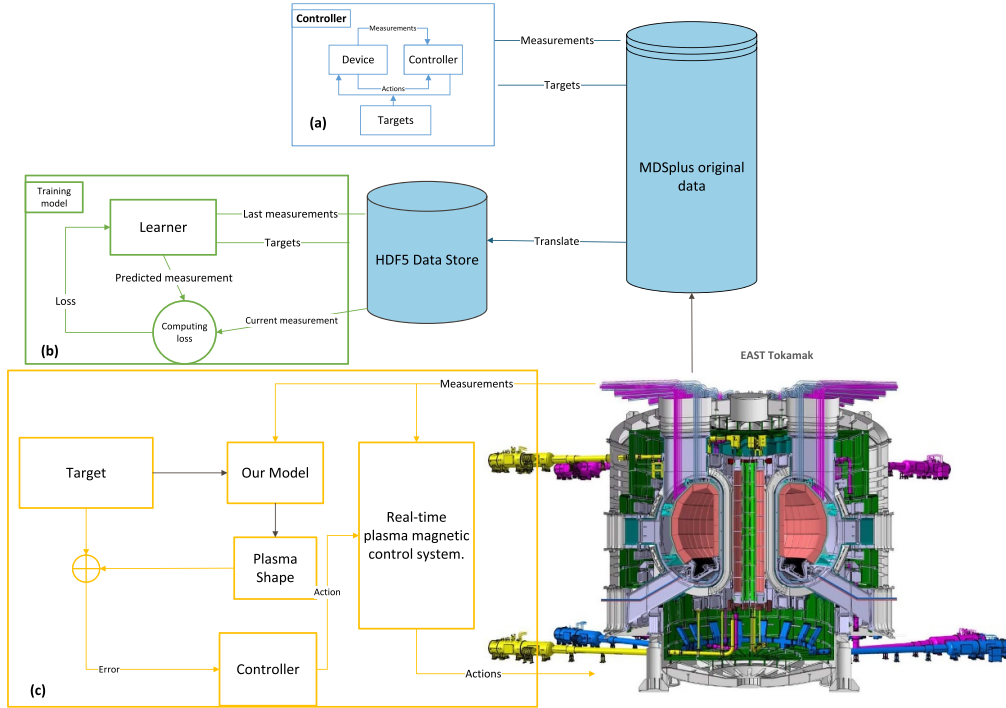 Controller
Measurements
Device
Controller
Actions
Targets
(a)
Measurements
Targets
MDSplus original
data
Training
model
Learner
Last measurements
Targets
HDF5 Data Store
Translate
Predicted measurement
Loss
Computing
loss
Current measurement
(b)
EAST Tokamak
Measurements
Target
Our Model
Real-time
plasma magnetic
control system.
Plasma
Shape
Action
Error
Controller
Actions
(c)